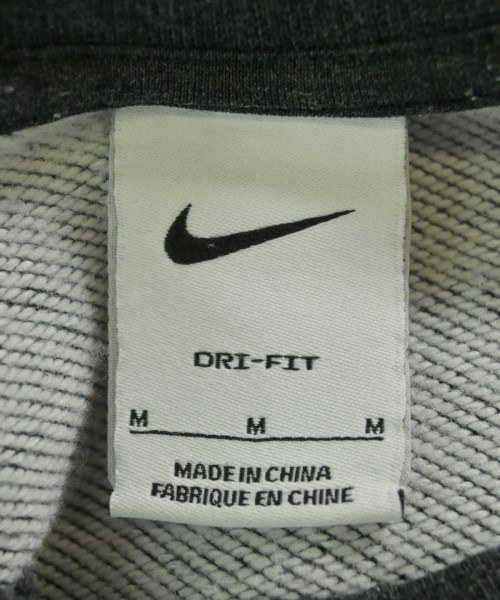 DRI-FIT
M M M
MADE IN CHINA
FABRIQUE EN CHINE